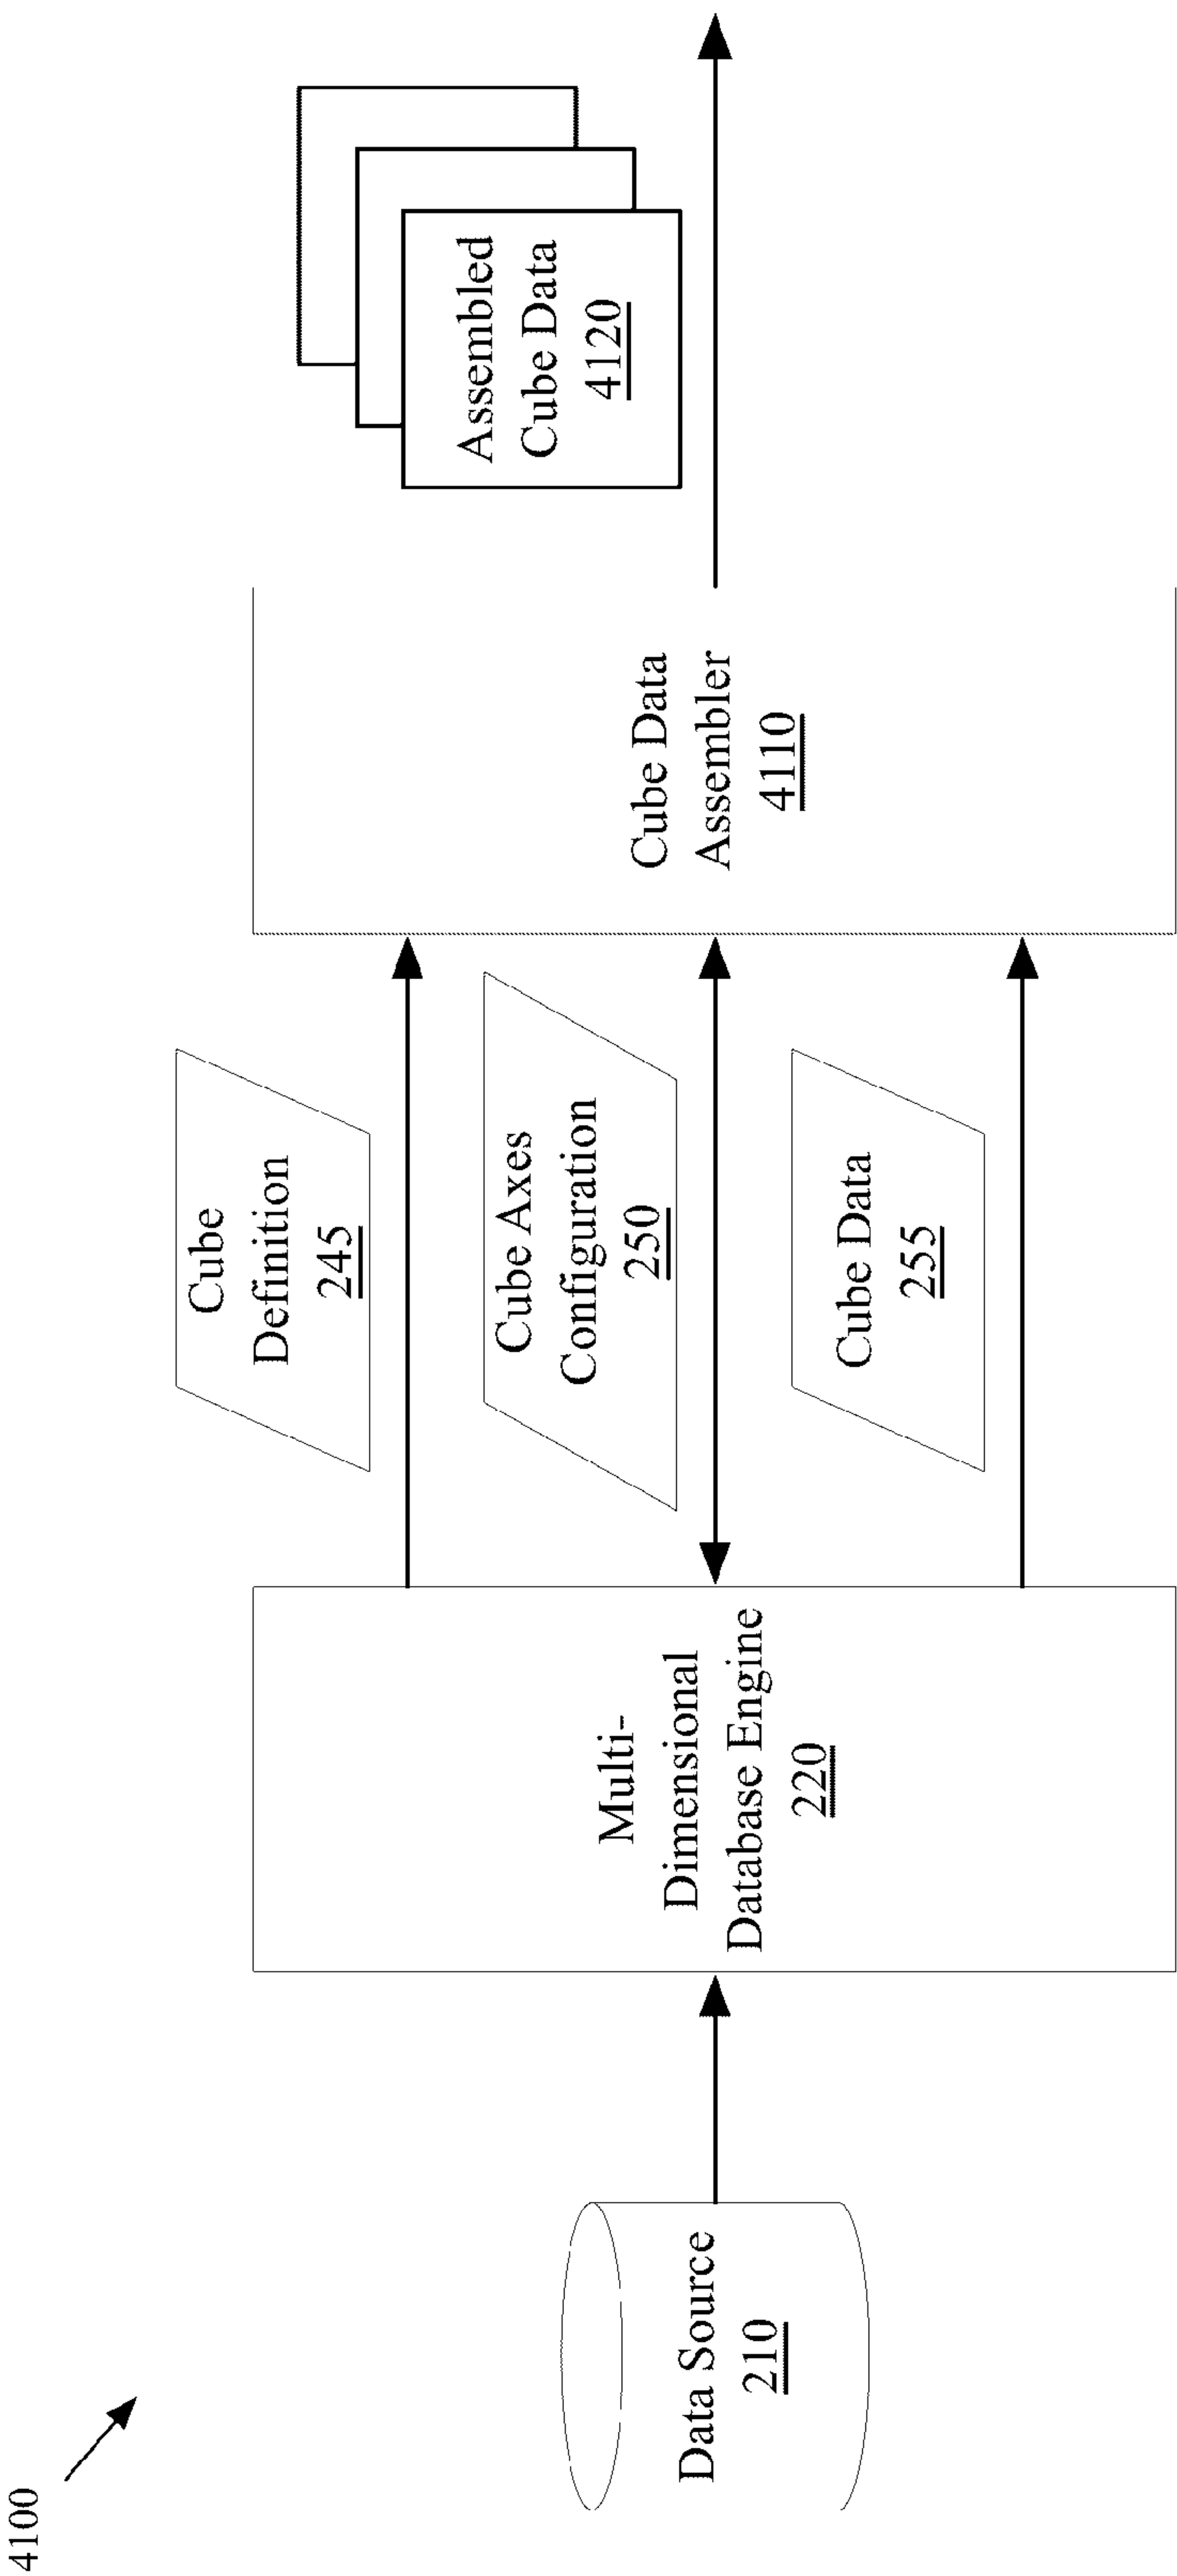 4100
Data Source
210
Multi-
Dimensional
Database Engine
220
Cube
Definition
245
Cube Axes
Configuration
250
Cube Data
255
Cube Data
Assembler
4110
Assembled
Cube Data
4120